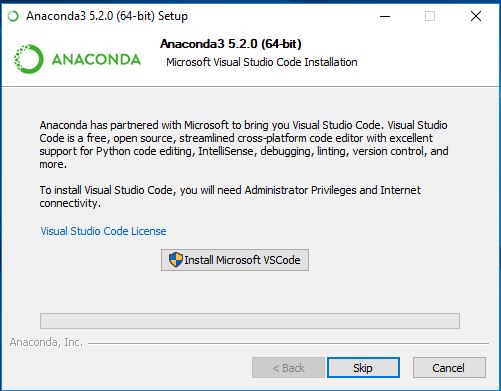 Anaconda3 5.2.0 (64-bit) Setup
Anaconda3 5.2.0 (64-bit)
ANACONDA
Microsoft Visual Studio Code Installation
Anaconda has partnered with Microsoft to bring you Visual Studio Code. Visual Studio
Code is a free, open source, streamlined cross-platform code editor with excellent
support for Python code editing, IntelliSense, debugging, linting, version control, and
more.
To install Visual Studio Code, you will need Administrator Privileges and Internet
connectivity.
Visual Studio Code License
Install Microsoft VSCode
Anaconda, Inc.
< Back
Skip
Cancel